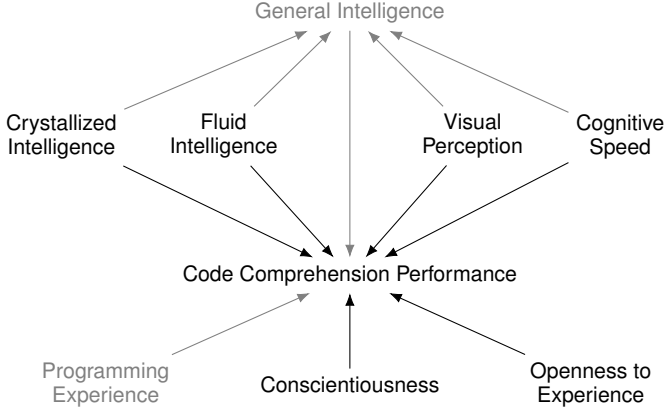 General Intelligence
Crystallized
Intelligence
Fluid
Intelligence
Visual
Perception
Cognitive
Speed
Code Comprehension Performance
Programming
Experience
Conscientiousness
Openness to
Experience